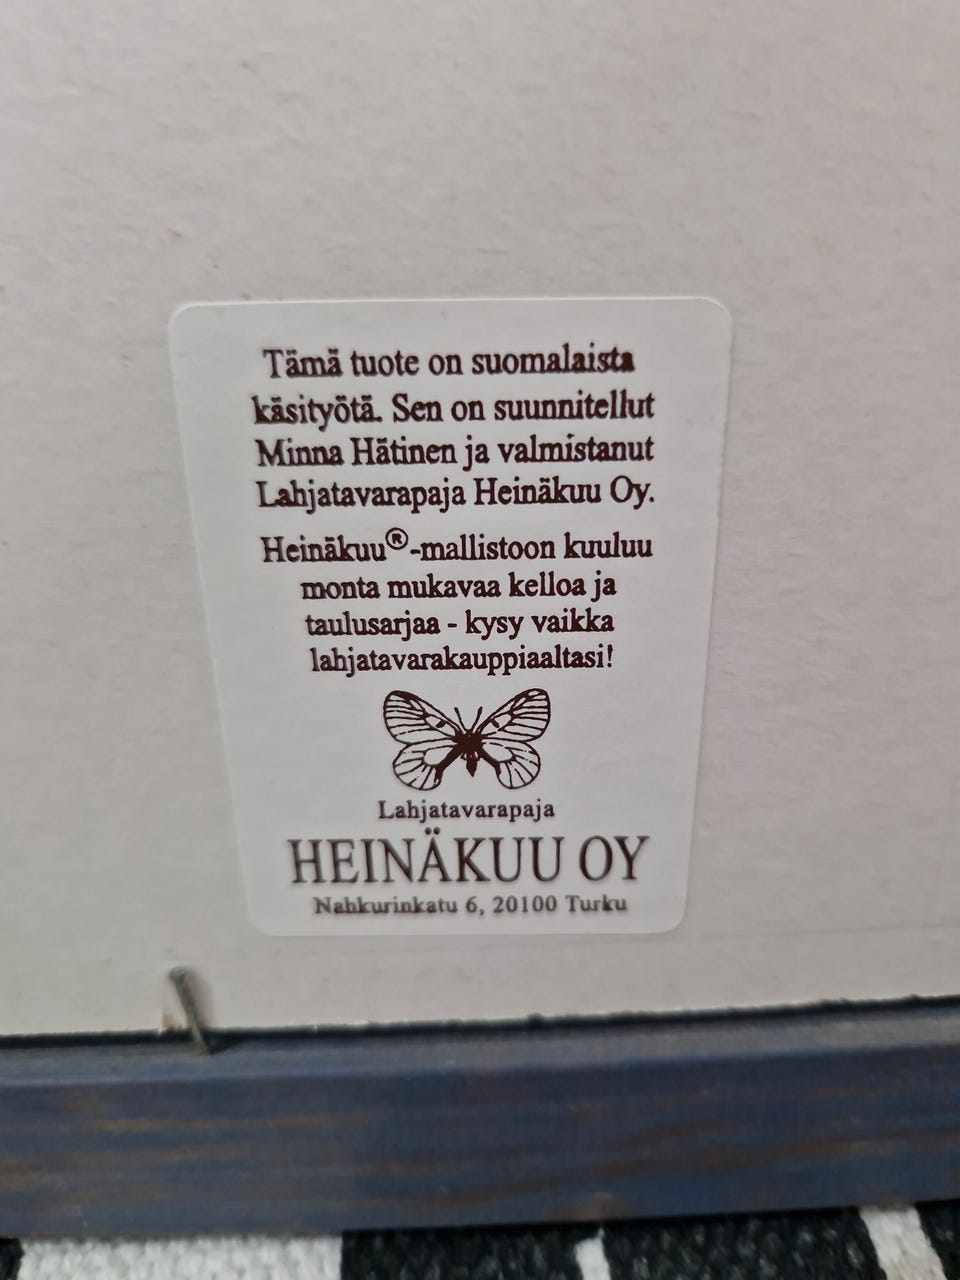 Tämä tuote on suomalaista
käsityötä. Sen on suunnitellut
Minna Hätinen ja valmistanut
Lahjatavarapaja Heinäkuu Oy.
Heinäkuu®-mallistoon kuuluu
monta mukavaa kelloa ja
taulusarjaa - kysy vaikka
lahjatavarakauppiaaltasi!
Lahjatavarapaja
HEINÄKUU OY
Nahkurinkatu 6, 20100 Turku